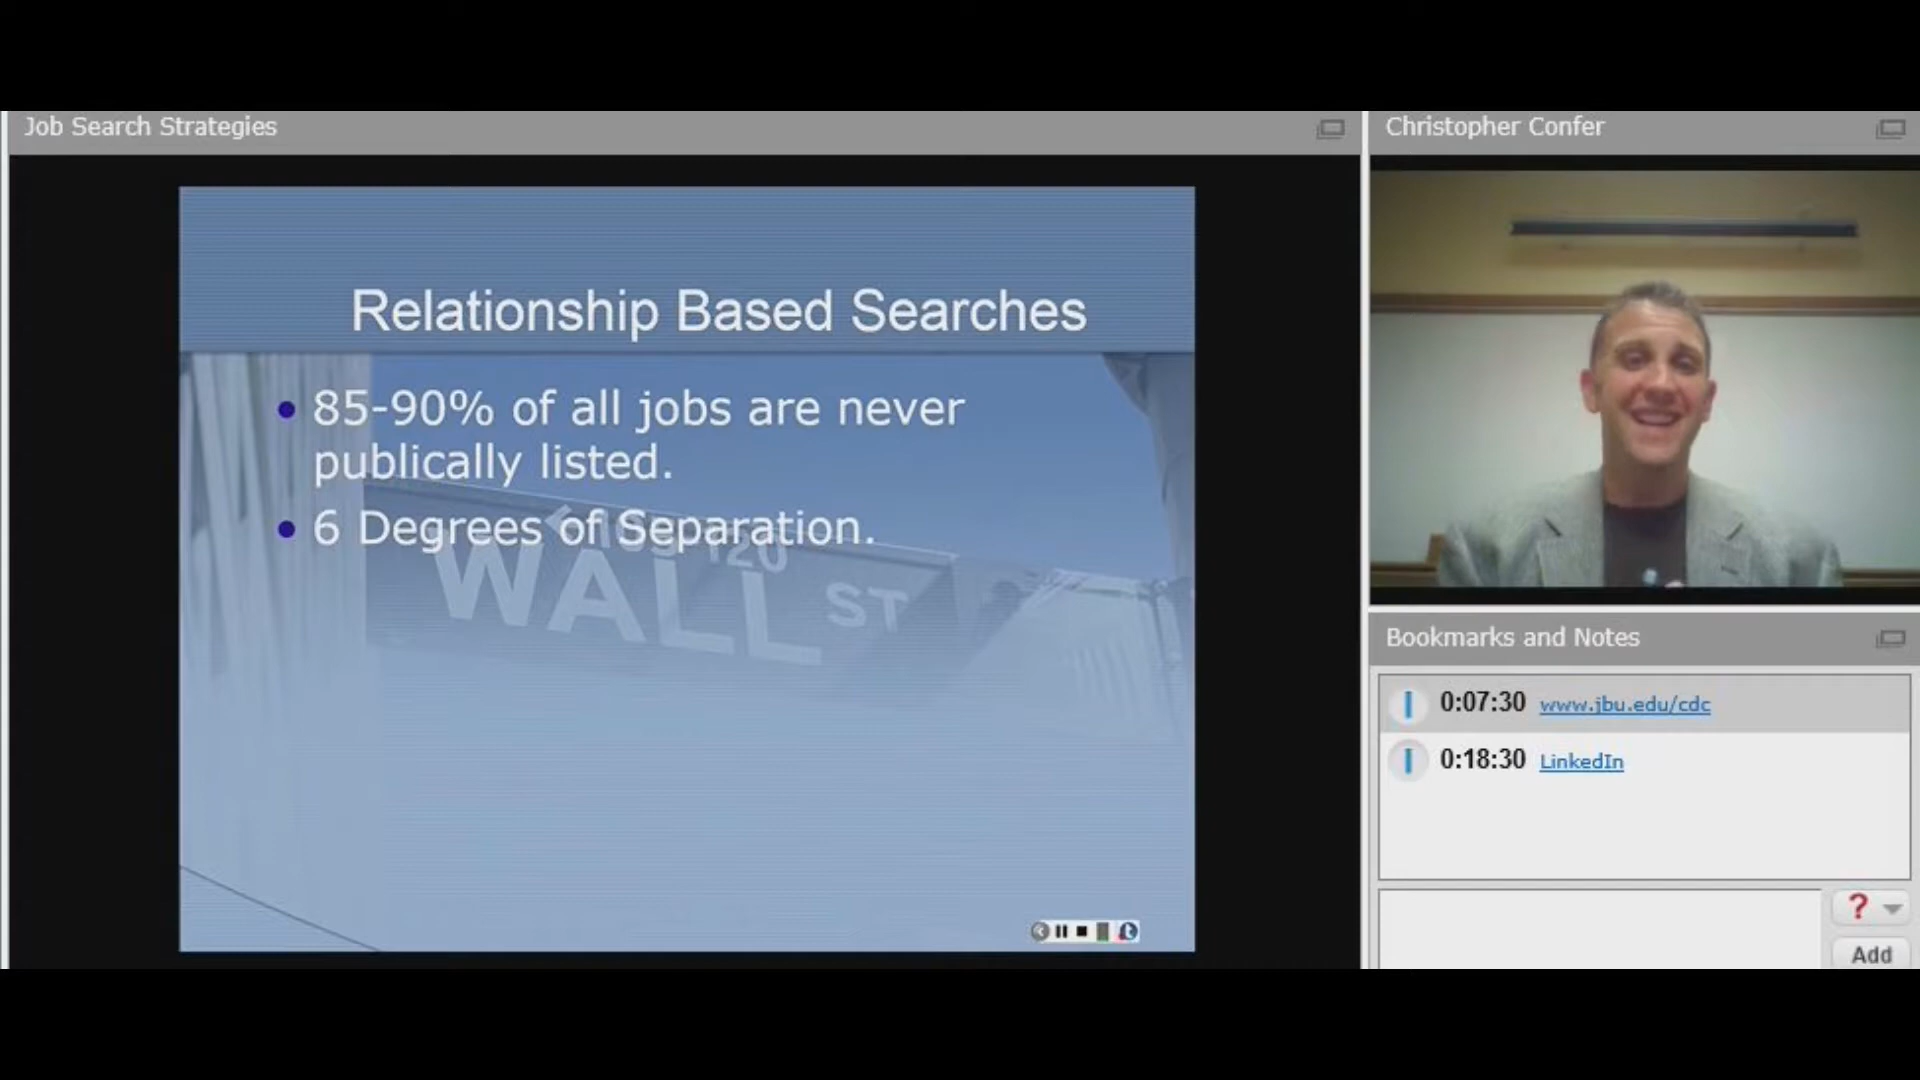 Job Search Strategies
Relationship Based Searches
85-90% of all jobs are never
publically listed.
6 Degrees of Separation.
WALL ST
Christopher Confer
Bookmarks and Notes
0:07:30 www.jbu.edu/cdc
0:18:30 LinkedIn
?
Add